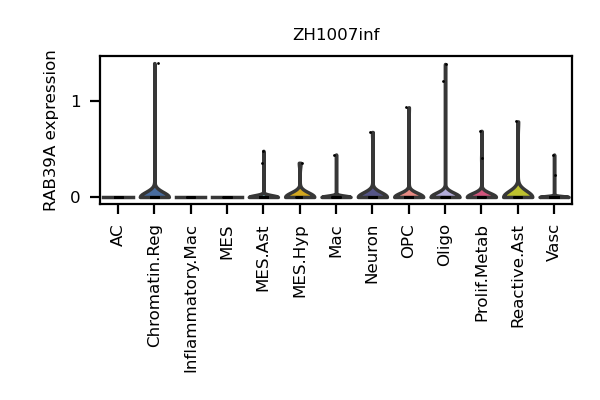 ZH1007inf
RAB39A expression
1
0
AC
Chromatin.Reg
Inflammatory.Mac
MES
MES.Ast
MES.Hyp
Mac
Neuron
OPC
Oligo
Prolif.Metab
Reactive.Ast
Vasc